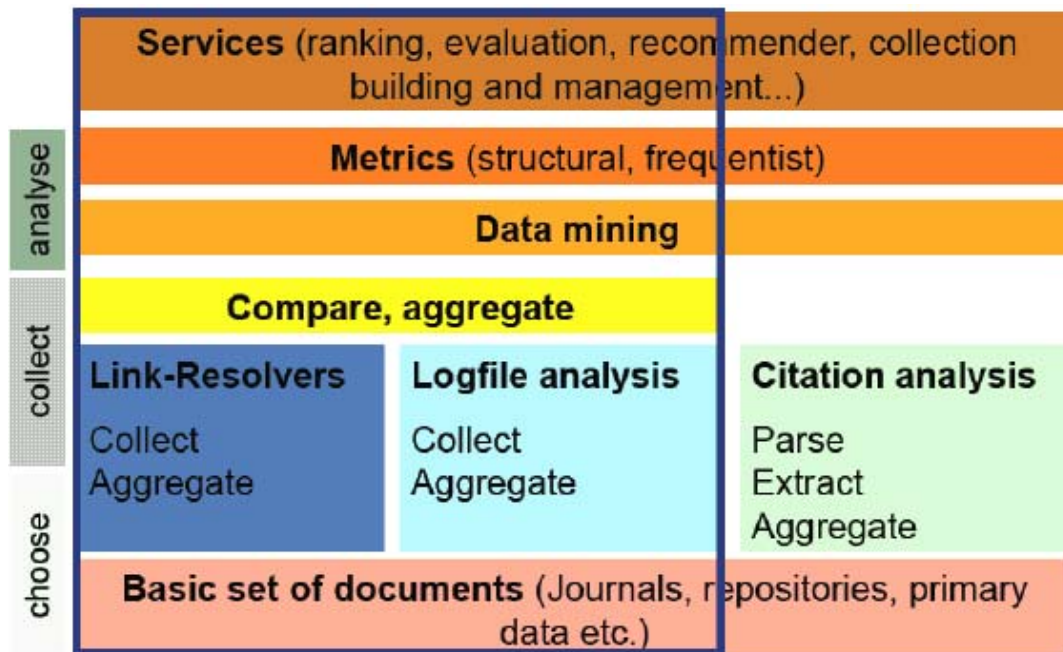 Services (ranking, evaluation, recommender, collection
building and management...)
analyse
Metrics (structural, frequentist)
Data mining
collect
Compare, aggregate
Link-Resolvers
Collect
Aggregate
Logfile analysis
Collect
Aggregate
Citation analysis
Parse
Extract
Aggregate
choose
Basic set of documents (Journals, repositories, primary
data etc.)